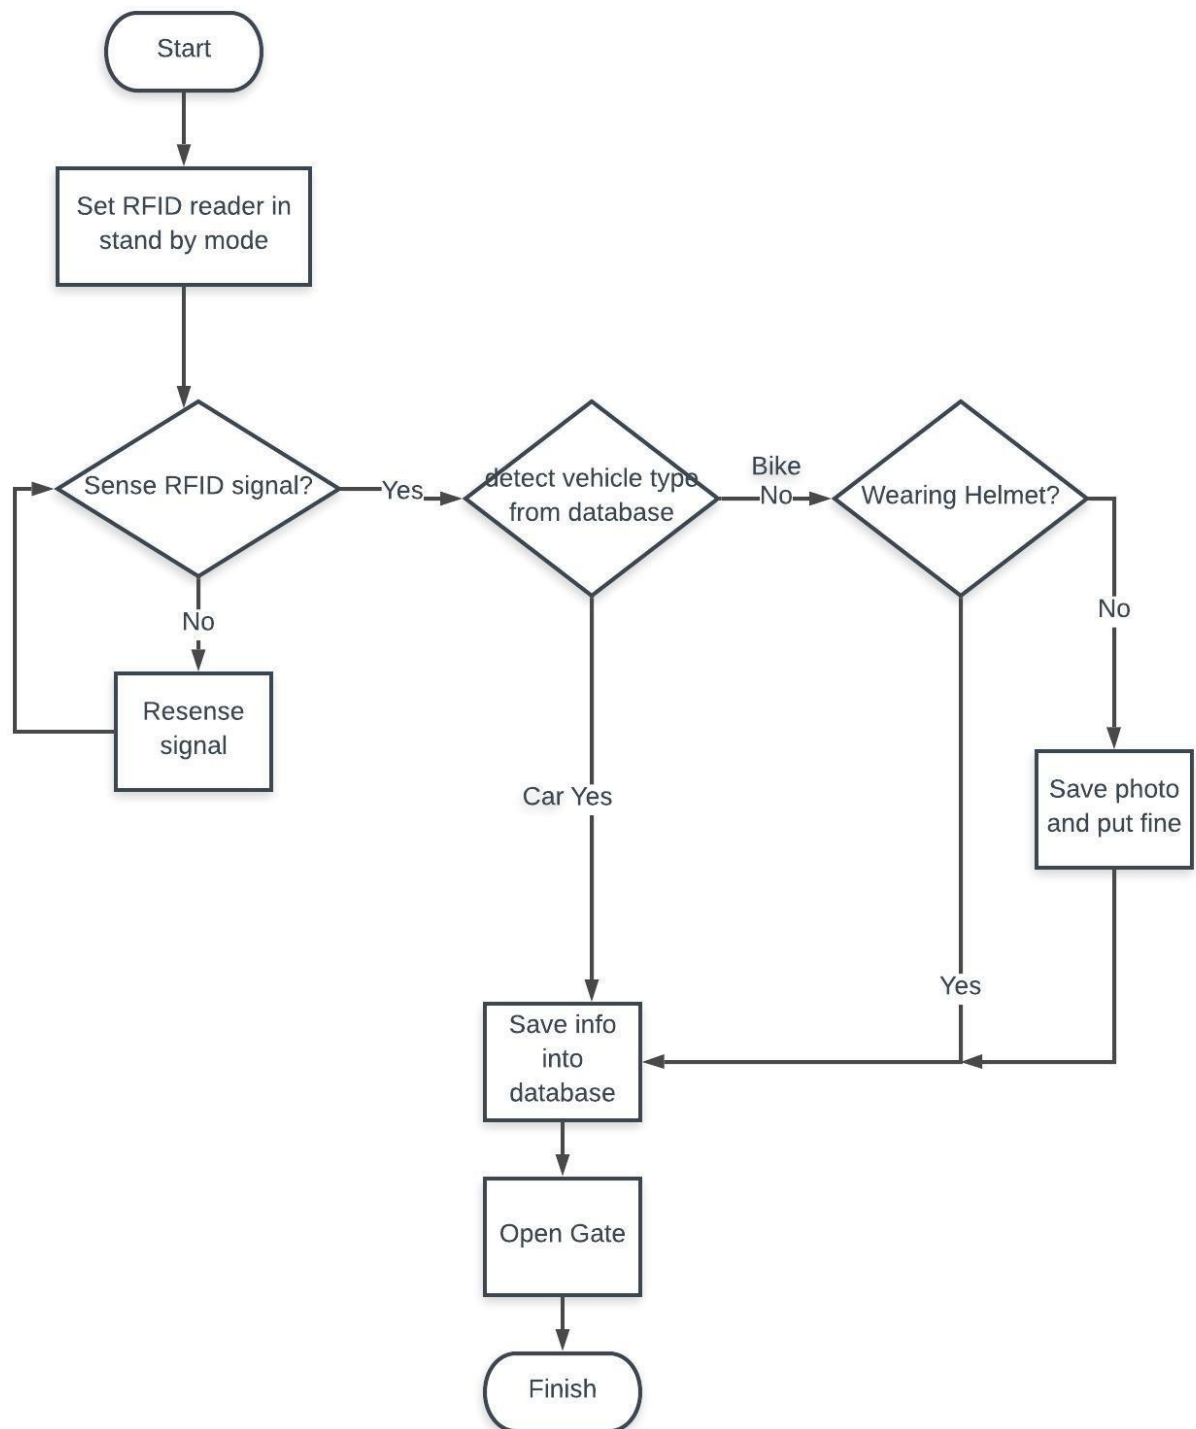 Start
Set RFID reader in
stand by mode
Sense RFID signal?
Yes
detect vehicle type
from database
Bike
No
Wearing Helmet?
No
No
Resense
signal
Save photo
and put fine
Car Yes
Yes
Save info
into
database
Open Gate
Finish